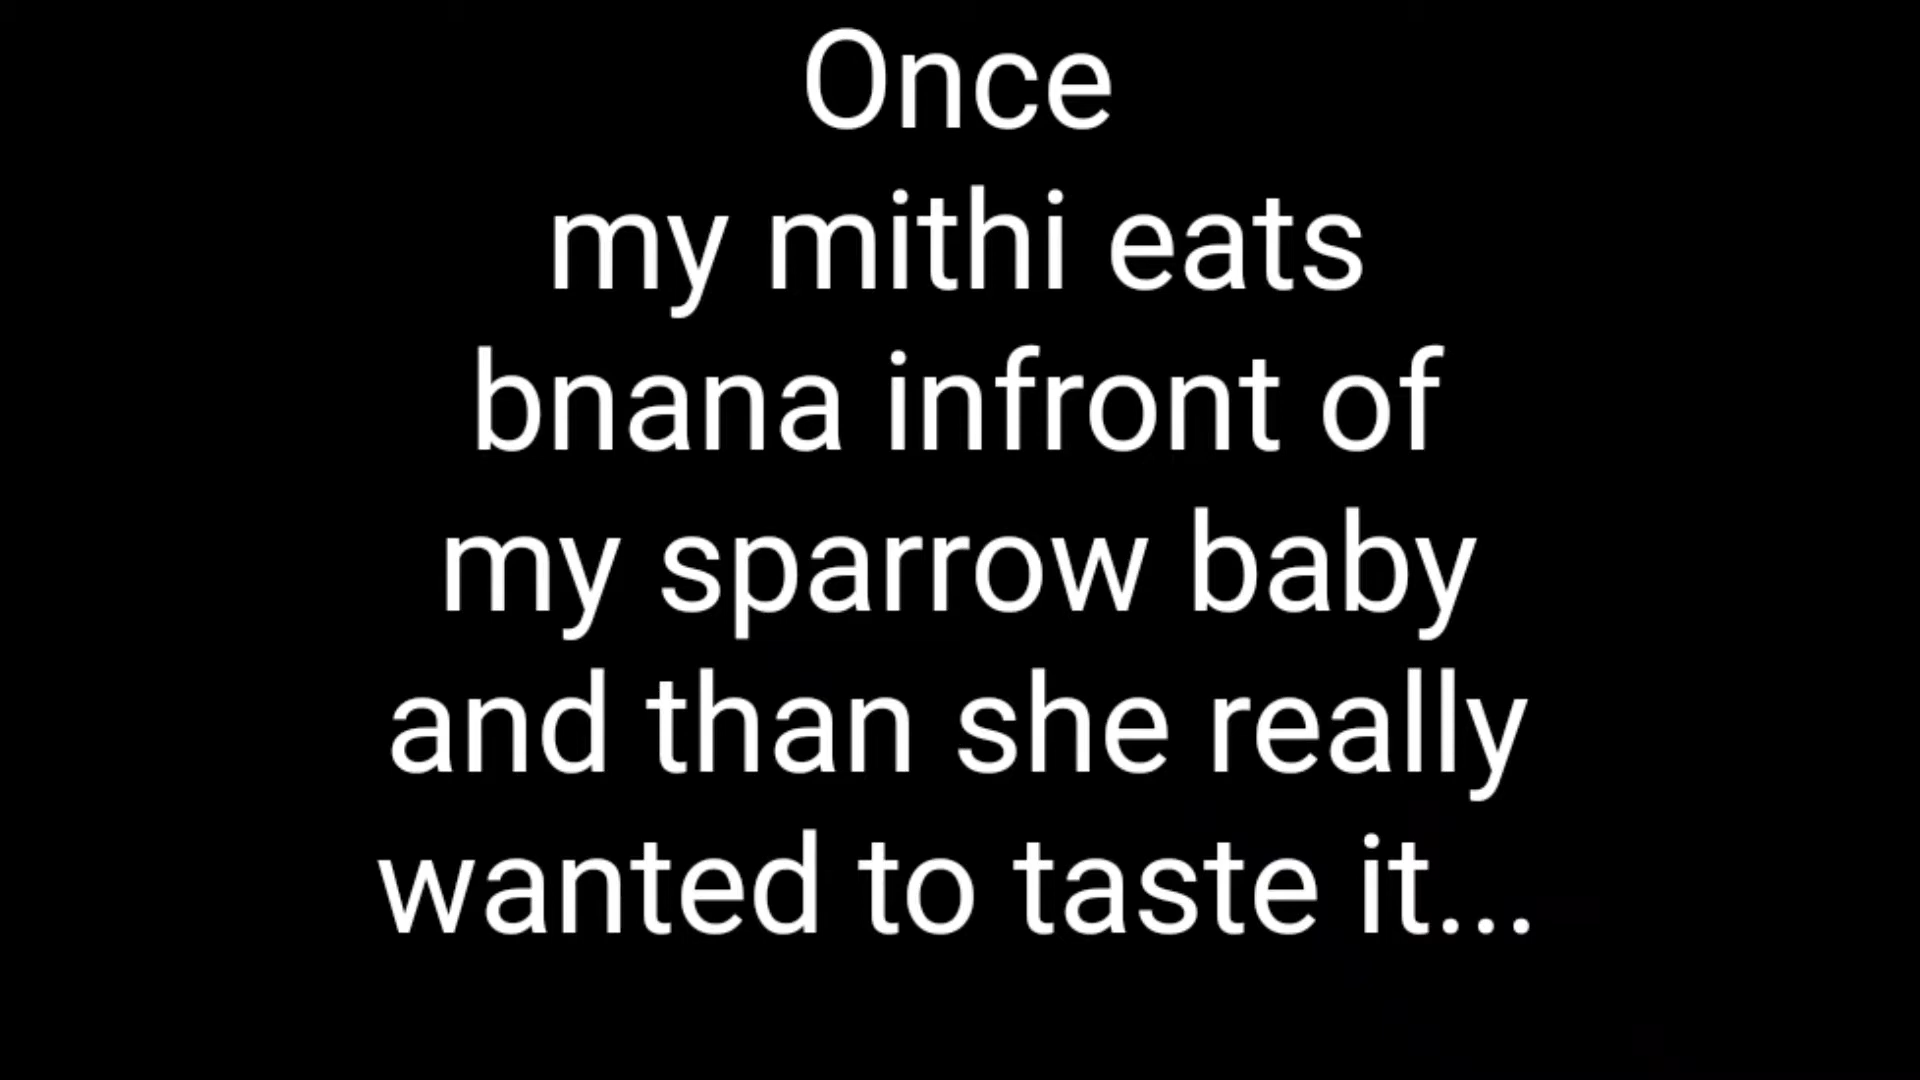 Once
my mithi eats
bnana infront of
my sparrow baby
and than she really
wanted to taste it...